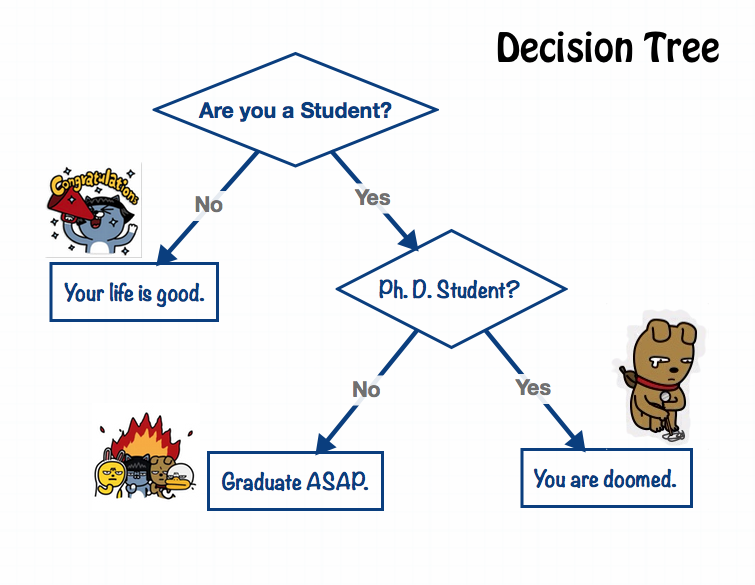 Decision Tree
Are you a Student?
Congratulations
No
Yes
Your life is good.
Ph. D. Student?
No
Yes
Graduate ASAP.
You are doomed.